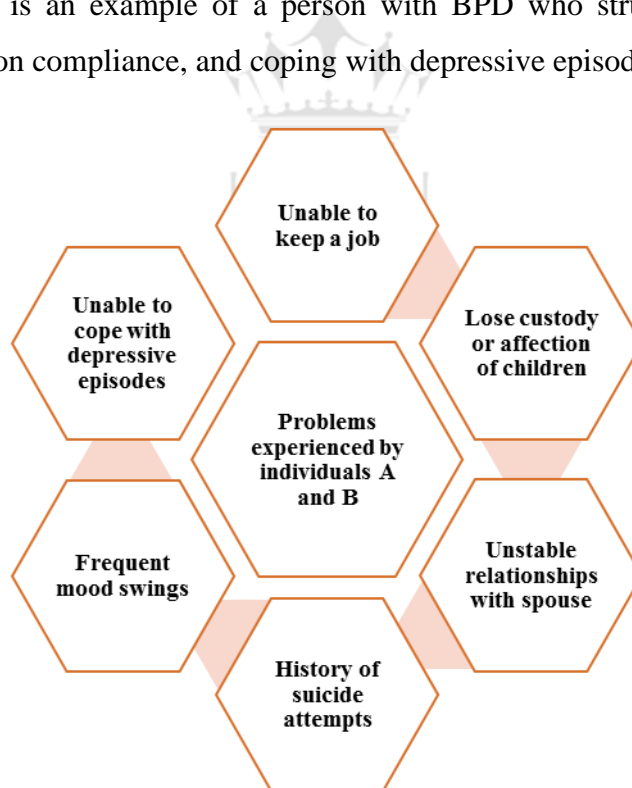 is an example of a person with BPD who
on compliance, and coping with depressive
Unable to
keep a job
Lose custody
or affection
of children
Unstable
relationships
with spouse
History of
suicide
attempts
Frequent
mood swings
Unable to
cope with
depressive
episodes
Problems
experienced by
individuals A
and B